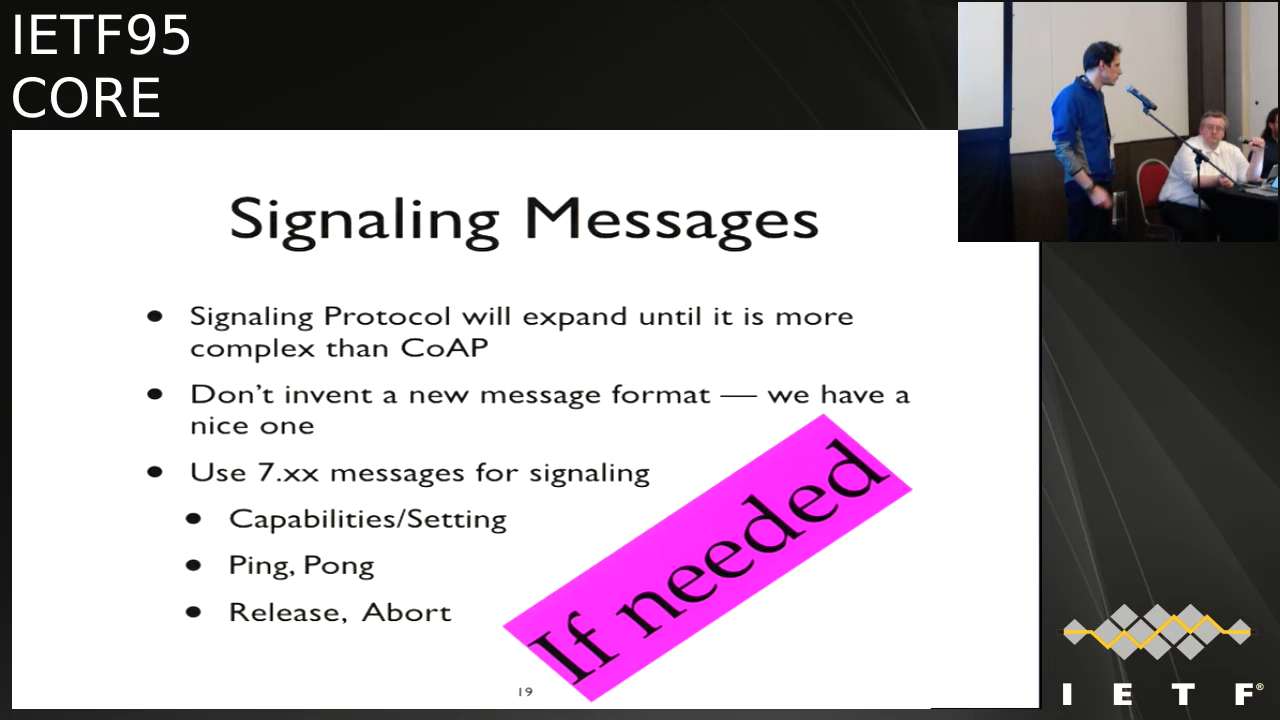 IETF95
CORE
Signaling Messages
• Signaling Protocol will expand until it is more
complex than CoAP
• Don’t invent a new message format — we have a
nice one
• Use 7.xx messages for signaling
• Capabilities/Setting
• Ping, Pong
• Release, Abort
If needed
19
I E T F®